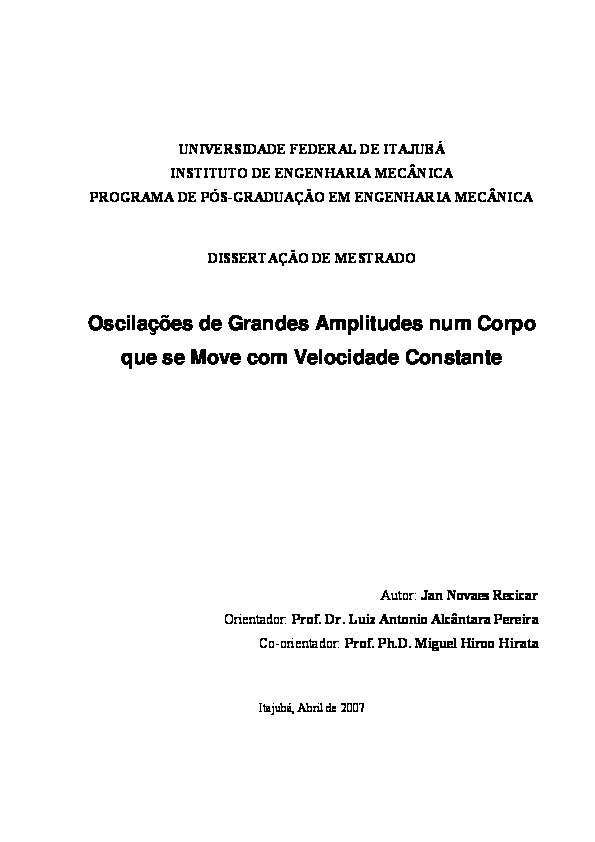 UNIVERSIDADE FEDERAL DE ITAJUBÁ
INSTITUTO DE ENGENHARIA MECÂNICA
PROGRAMA DE PÓS-GRADUAÇÃO EM ENGENHARIA MECÂNICA
DISSERTAÇÃO DE MESTRADO
Oscilações de Grandes Amplitudes num Corpo
que se Move com Velocidade Constante
Autor: Jan Novaes Recicar
Orientador: Prof. Dr. Luiz Antonio Alcântara Pereira
Co-orientador: Prof. Ph.D. Miguel Hiroo Hirata
Itajubá, Abril de 2007